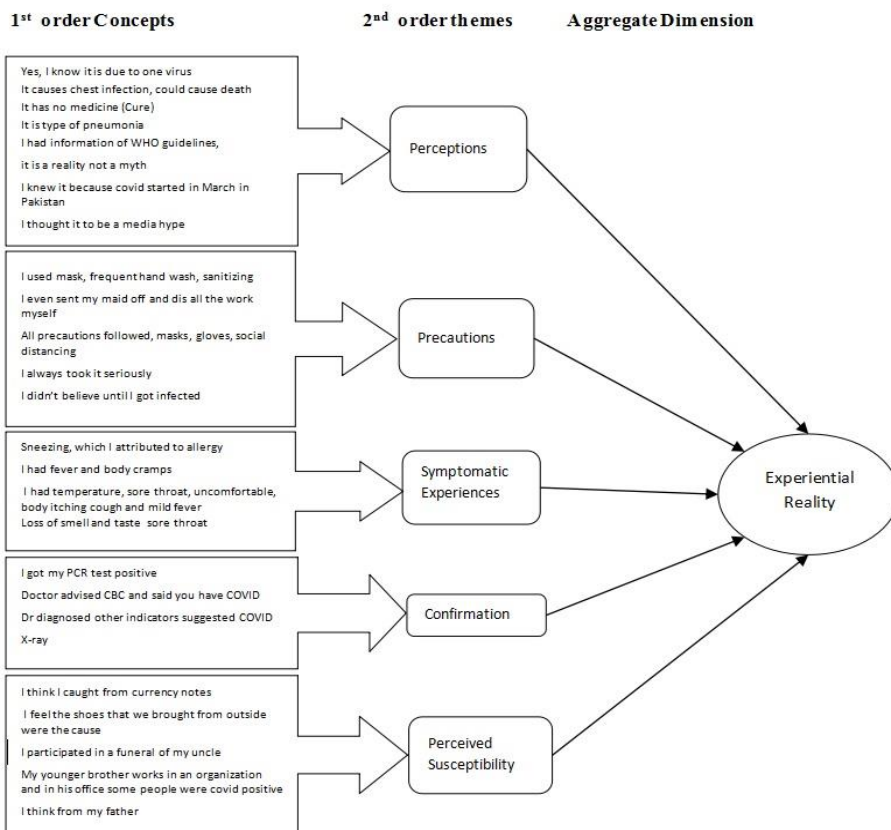 1st order Concepts
2nd order themes
Aggregate Dimension
Yes, I know it is due to one virus
It causes chest infection, could cause death
It has no medicine (Cure)
It is type of pneumonia
I had information of WHO guidelines,
it is a reality not a myth
I knew it because covid started in March in
Pakistan
I thought it to be a media hype
Perceptions
I used mask, frequent hand wash, sanitizing
I even sent my maid off and dis all the work
myself
All precautions followed, masks, gloves, social
distancing
I always took it seriously
I didn't believe until I got infected
Precautions
Sneezing, which I attributed to allergy
I had fever and body cramps
I had temperature, sore throat, uncomfortable,
body itching cough and mild fever
Loss of smell and taste sore throat
Symptomatic
Experiences
Experiential
Reality
I got my PCR test positive
Doctor advised CBC and said you have COVID
Dr diagnosed other indicators suggested COVID
X-ray
Confirmation
I think I caught from currency notes
I feel the shoes that we brought from outside
were the cause
I participated in a funeral of my uncle
My younger brother works in an organization
and in his office some people were covid positive
I think from my father
Perceived
Susceptibility